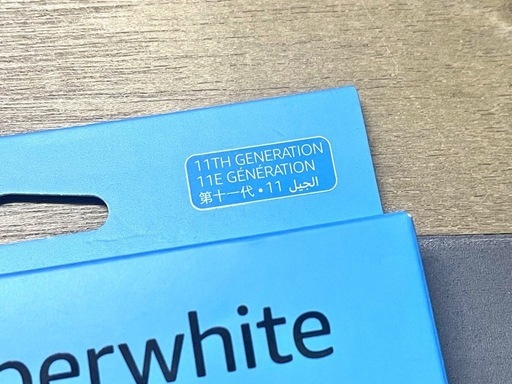 11TH GENERATION
11E GÉNÉRATION
第十一代 • الجيل 11
perwhite